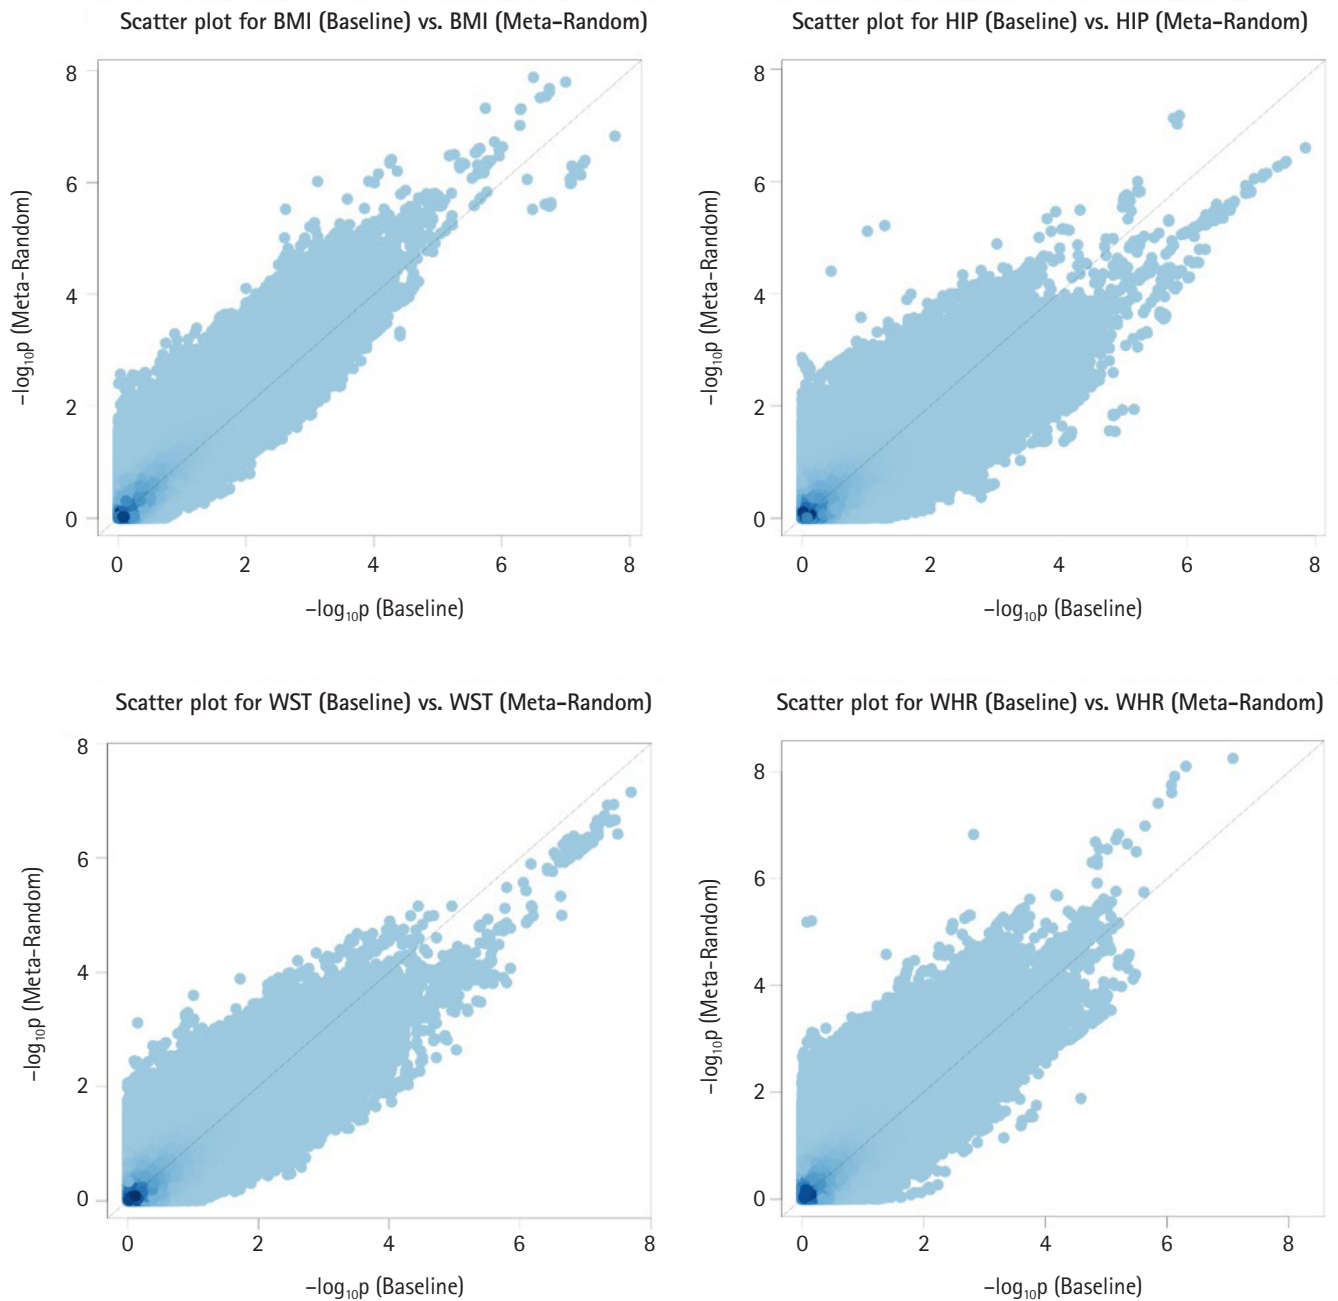 Scatter plot for BMI (Baseline) vs. BMI (Meta-Random)
8
6
4
2
0
−log₁₀p (Meta-Random)
0 2 4 6 8
−log₁₀p (Baseline)
Scatter plot for HIP (Baseline) vs. HIP (Meta-Random)
8
6
4
2
0
−log₁₀p (Meta-Random)
0 2 4 6 8
−log₁₀p (Baseline)
Scatter plot for WST (Baseline) vs. WST (Meta-Random)
8
6
4
2
0
−log₁₀p (Meta-Random)
0 2 4 6 8
−log₁₀p (Baseline)
Scatter plot for WHR (Baseline) vs. WHR (Meta-Random)
8
6
4
2
0
−log₁₀p (Meta-Random)
0 2 4 6 8
−log₁₀p (Baseline)